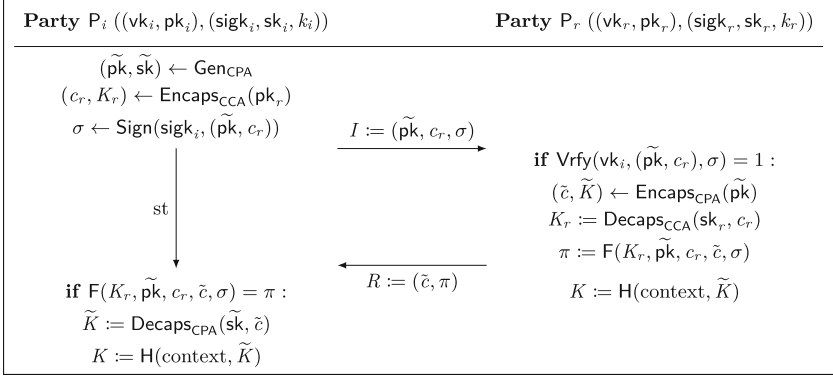 Party P_i ((vk_i, pk_i), (sigk_i, sk_i, k_i))
Party P_r ((vk_r, pk_r), (sigk_r, sk_r, k_r))
(p̃k, s̃k) ← Gen_CPA
(c_r, K_r) ← Encaps_CCA(pk_r)
σ ← Sign(sigk_i, (p̃k, c_r))
I := (p̃k, c_r, σ)
if Vrfy(vk_i, (p̃k, c_r), σ) = 1 :
(c̃, K̃) ← Encaps_CPA(p̃k)
K_r := Decaps_CCA(sk_r, c_r)
π := F(K_r, p̃k, c_r, c̃, σ)
st
R := (c̃, π)
K := H(context, K̃)
if F(K_r, p̃k, c_r, c̃, σ) = π :
K̃ := Decaps_CPA(s̃k, c̃)
K := H(context, K̃)